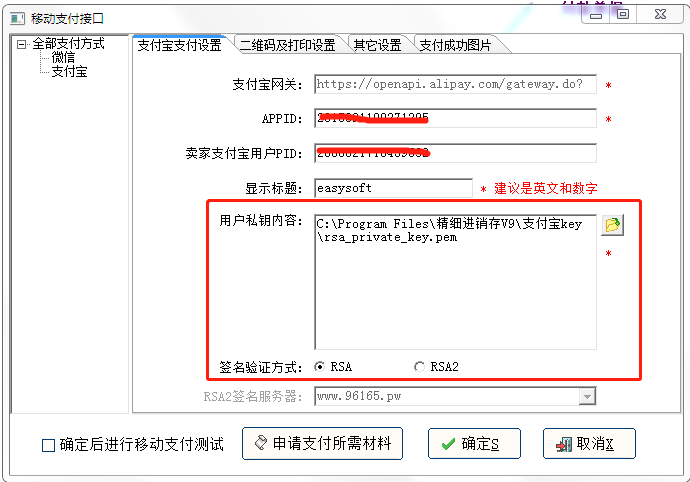 移动支付接口
全部支付方式
微信
支付宝
支付宝支付设置 二维码及打印设置 其它设置 支付成功图片
支付宝网关: https://openapi.alipay.com/gateway.do? *
APPID: *
卖家支付宝用户PID:
显示标题: easysoft * 建议是英文和数字
用户私钥内容: C:\Program Files\精细进销存V9\支付宝key
\rsa_private_key.pem
*
签名验证方式: RSA RSA2
RSA2签名服务器: www.96165.pw
确定后进行移动支付测试 申请支付所需材料 确定S 取消X